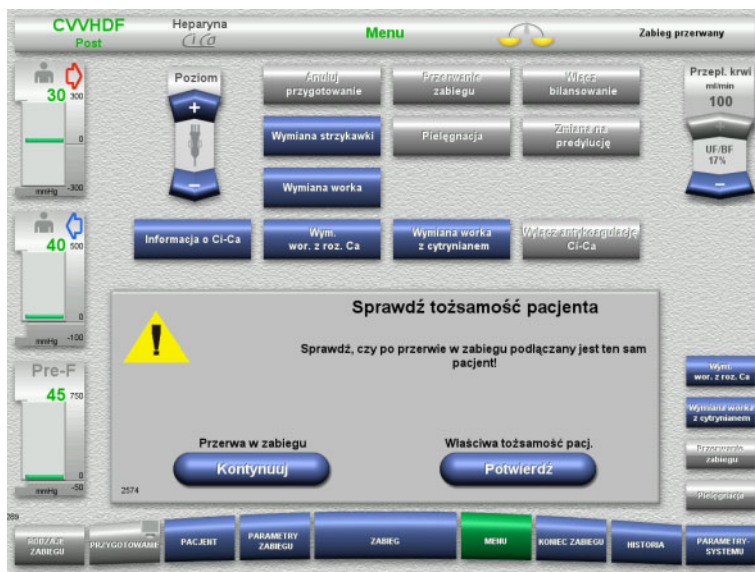 CVVHDF
Post
Heparyna
Ci Ca
Menu
Zabieg przerwany
30
300
0
-300
mmHg
Poziom
+
−
Anuluj
przygotowanie
Przerwanie
zabiegu
Włącz
bilansowanie
Przepl. krwi
ml/min
100
UF/BF
17%
−
Wymiana strzykawki
Pielęgnacja
Zmiana na
predylucję
Wymiana worka
Informacja o Ci-Ca
Wym.
wor. z roz. Ca
Wymiana worka
z cytrynianem
Wyłącz antykoagulację
Ci-Ca
40
500
0
-100
mmHg
Sprawdź tożsamość pacjenta
Sprawdź, czy po przerwie w zabiegu podłączany jest ten sam
pacjent!
Przerwa w zabiegu
Właściwa tożsamość pacj.
Kontynuuj
Potwierdź
2574
Pre-F
45
750
0
-50
mmHg
Wym.
wor. z roz. Ca
Wymiana worka
z cytrynianem
Przerwanie
zabiegu
Pielęgnacja
RODZAJE
ZABIEGU
PRZYGOTOWANIE
PACJENT
PARAMETRY
ZABIEGU
ZABIEG
MENU
KONIEC ZABIEGU
HISTORIA
PARAMETRY-
SYSTEMU